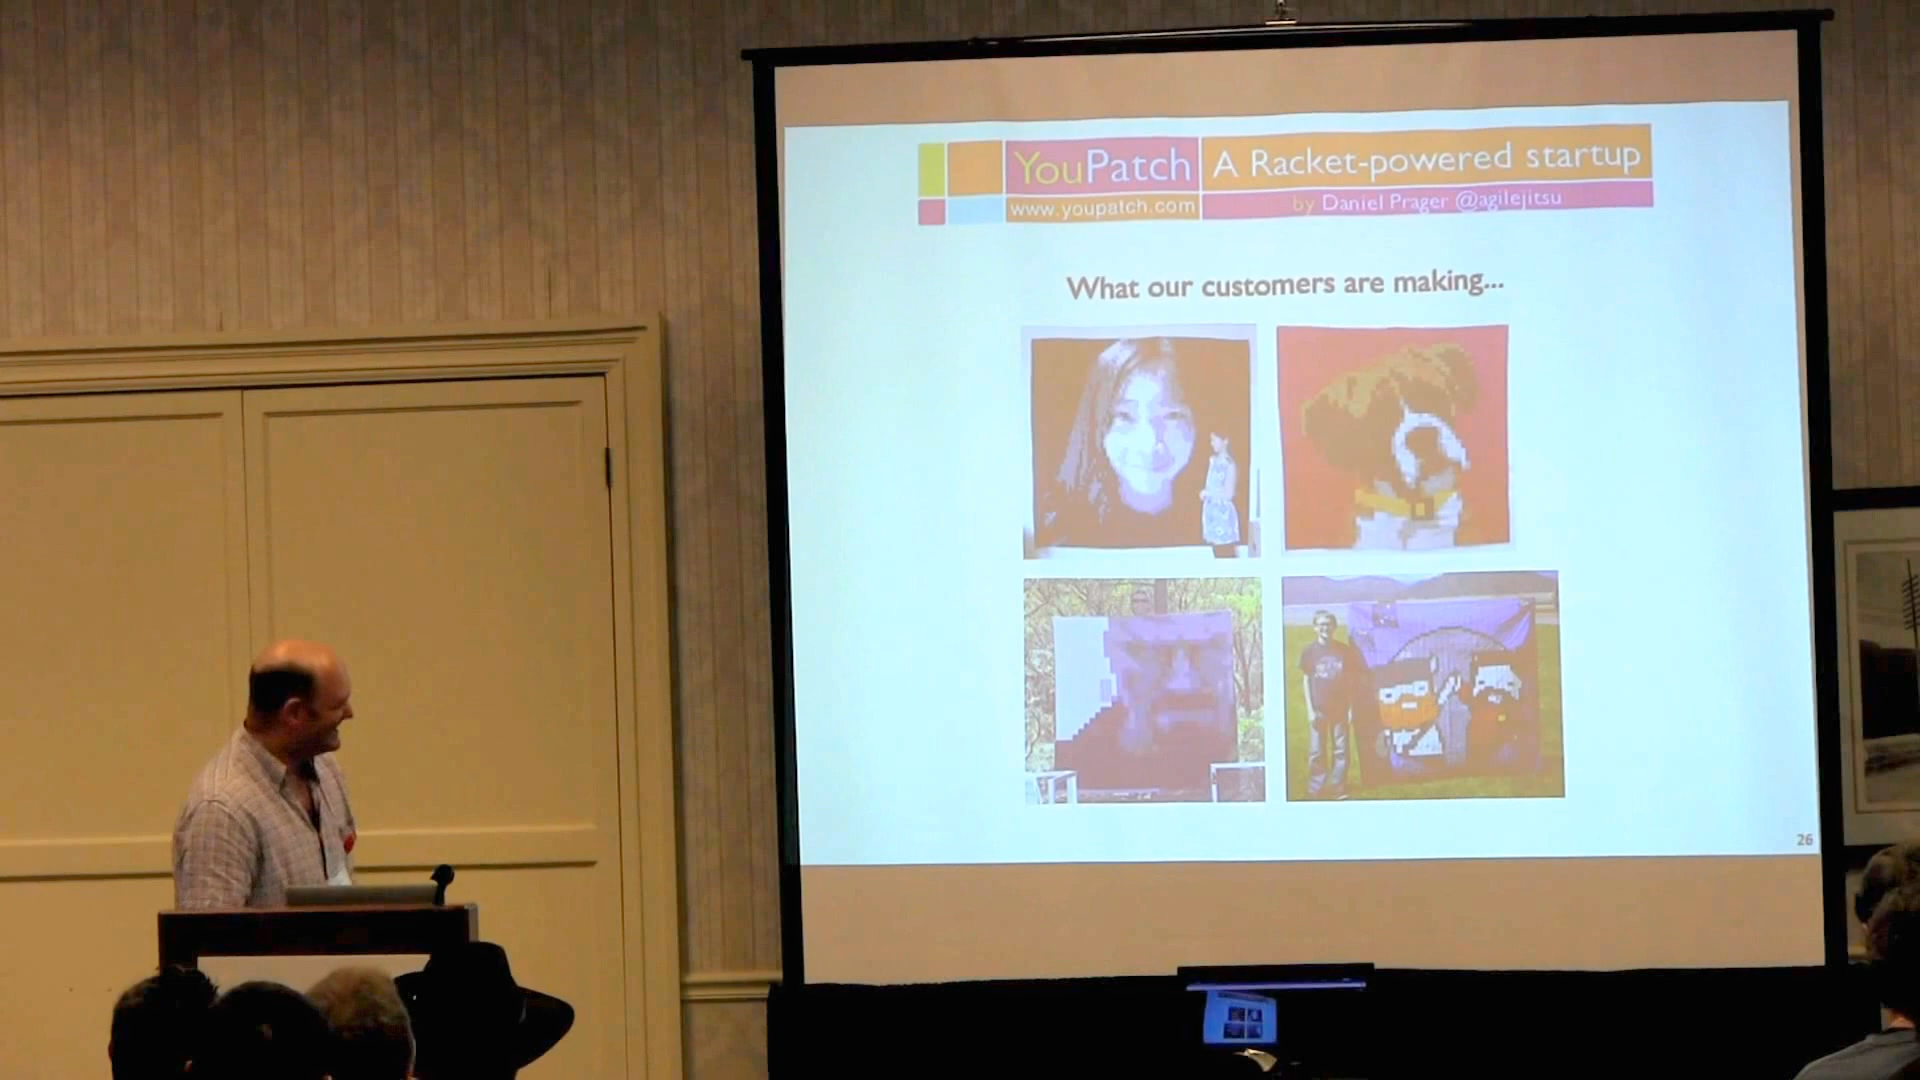 YouPatch
A Racket-powered startup
www.youpatch.com
by Daniel Prager @agilejitsu
What our customers are making...
26